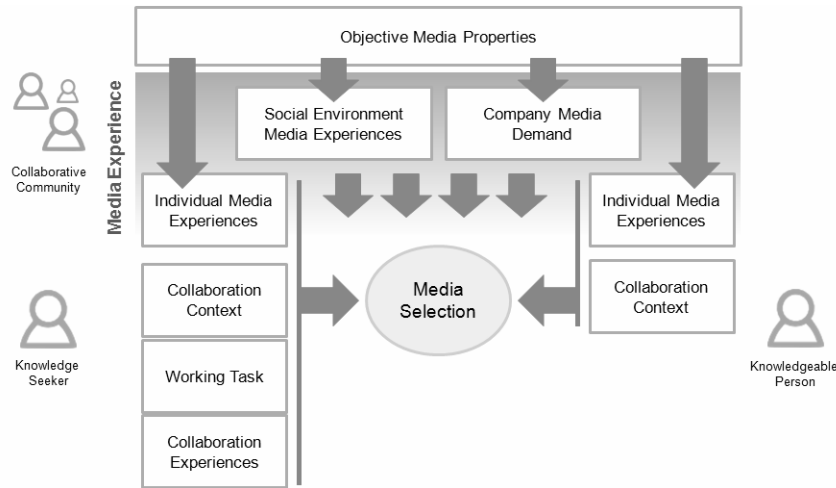 Objective Media Properties
Social Environment
Media Experiences
Company Media
Demand
Media Experience
Collaborative
Community
Individual Media
Experiences
Individual Media
Experiences
Collaboration
Context
Media
Selection
Collaboration
Context
Knowledge
Seeker
Working Task
Knowledgeable
Person
Collaboration
Experiences